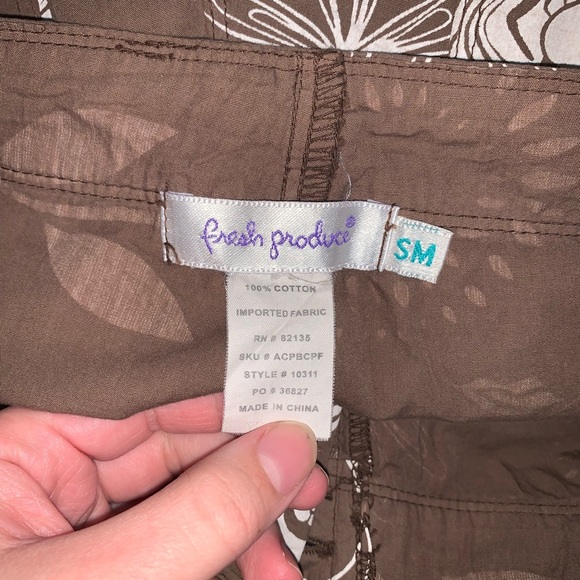 fresh produce®
SM
100% COTTON
IMPORTED FABRIC
RN # 82135
SKU # ACPBCPF
STYLE # 10311
PO # 36827
MADE IN CHINA